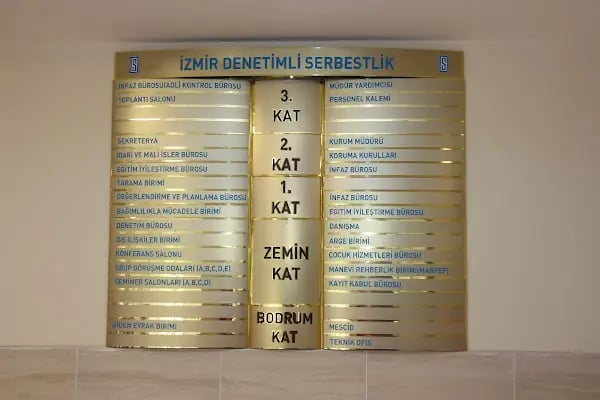 İZMİR DENETİMLİ SERBESTLİK
İNFAZ BÜROSU(ADLİ KONTROL BÜROSU
TOPLANTI SALONU
3. KAT
MÜDÜR YARDIMCISI
PERSONEL KALEMİ
SEKRETERYA
İDARİ VE MALİ İŞLER BÜROSU
EĞİTİM İYİLEŞTİRME BÜROSU
2. KAT
KURUM MÜDÜRÜ
KORUMA KURULLARI
İNFAZ BÜROSU
TARAMA BİRİMİ
DEĞERLENDİRME VE PLANLAMA BÜROSU
BAĞIMLILIKLA MÜCADELE BİRİMİ
1. KAT
İNFAZ BÜROSU
EĞİTİM İYİLEŞTİRME BÜROSU
DENETİM BÜROSU
DIŞ İLİŞKİLER BİRİMİ
KONFERANS SALONU
GRUP GÖRÜŞME ODALARI (A,B,C,D,E)
SEMİNER SALONLARI (A,B,C,D)
ZEMİN KAT
DANIŞMA
ARGE BİRİMİ
ÇOCUK HİZMETLERİ BÜROSU
MANEVİ REHBERLİK BİRİMİ(MARFEP)
KAYIT KABUL BÜROSU
GİDEN EVRAK BİRİMİ
BODRUM KAT
MESCİD
TEKNİK OFİS